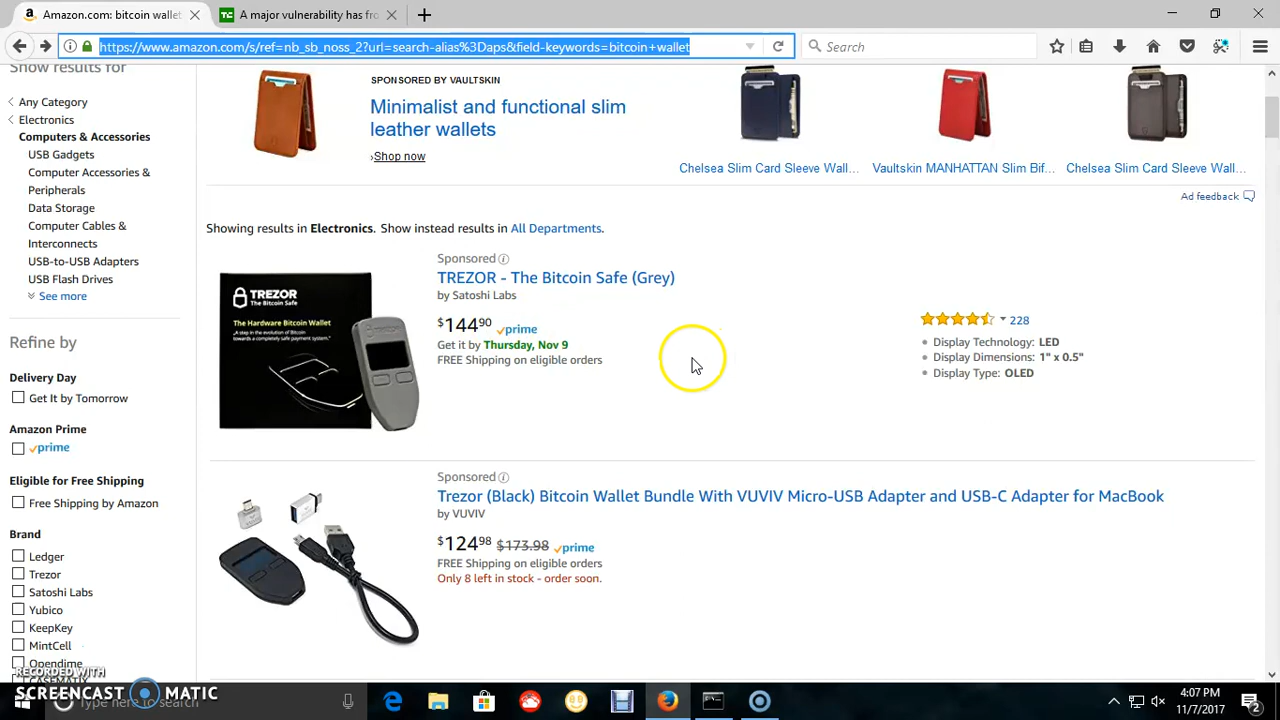 Amazon.com: bitcoin wallet
A major vulnerability has fro
https://www.amazon.com/s/ref=nb_sb_noss_2?url=search-alias%3Daps&field-keywords=bitcoin+wallet
Search
Show results for
Any Category
Electronics
Computers & Accessories
USB Gadgets
Computer Accessories &
Peripherals
Data Storage
Computer Cables &
Interconnects
USB-to-USB Adapters
USB Flash Drives
See more
Refine by
Delivery Day
Get It by Tomorrow
Amazon Prime
prime
Eligible for Free Shipping
Free Shipping by Amazon
Brand
Ledger
Trezor
Satoshi Labs
Yubico
KeepKey
MintCell
Opendime
SPONSORED BY VAULTSKIN
Minimalist and functional slim
leather wallets
Shop now
Chelsea Slim Card Sleeve Wall...
Vaultskin MANHATTAN Slim Bif...
Chelsea Slim Card Sleeve Wall...
Ad feedback
Showing results in Electronics. Show instead results in All Departments.
TREZOR
The Bitcoin Safe
The Hardware Bitcoin Wallet
Sponsored
TREZOR - The Bitcoin Safe (Grey)
by Satoshi Labs
$144 90 prime
Get it by Thursday, Nov 9
FREE Shipping on eligible orders
228
Display Technology: LED
Display Dimensions: 1" x 0.5"
Display Type: OLED
Sponsored
Trezor (Black) Bitcoin Wallet Bundle With VUVIV Micro-USB Adapter and USB-C Adapter for MacBook
by VUVIV
$124 98 $173.98 prime
FREE Shipping on eligible orders
Only 8 left in stock - order soon.
RECORDED WITH
SCREENCAST MATIC
Type here to search
4:07 PM
11/7/2017
2